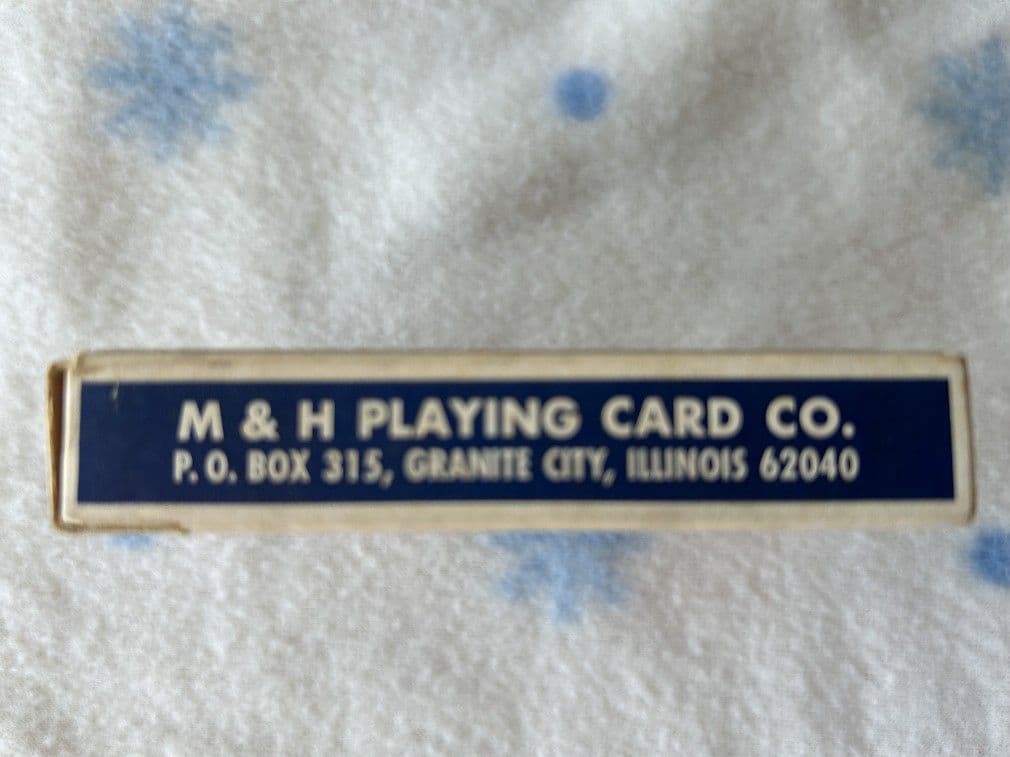 M & H PLAYING CARD CO.
P. O. BOX 315, GRANITE CITY, ILLINOIS 62040